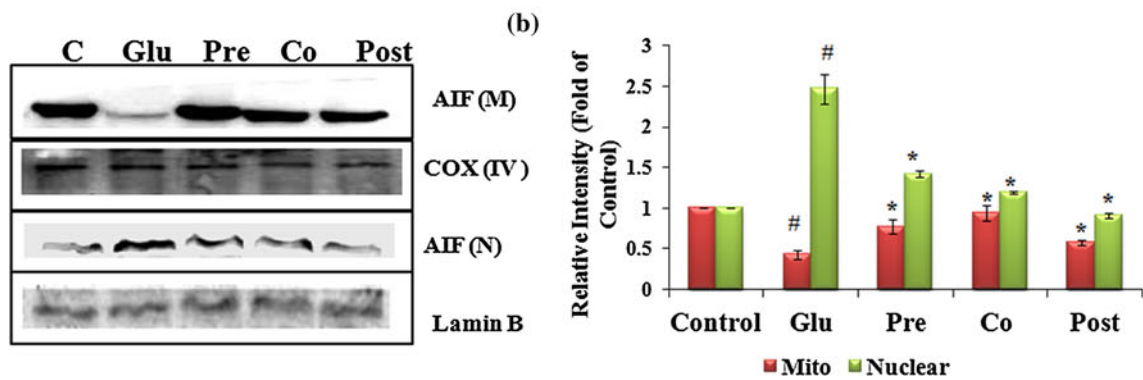 C Glu Pre Co Post
AIF (M)
COX (IV)
AIF (N)
Lamin B
(b)
Relative Intensity (Fold of
Control)
3
2.5
2
1.5
1
0.5
0
#
#
*
*
*
*
*
*
Control Glu Pre Co Post
Mito Nuclear